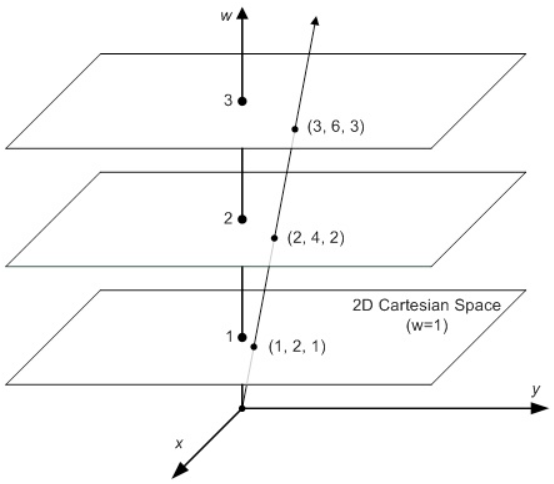 w
3
(3, 6, 3)
2
(2, 4, 2)
2D Cartesian Space
(w=1)
1
(1, 2, 1)
y
x